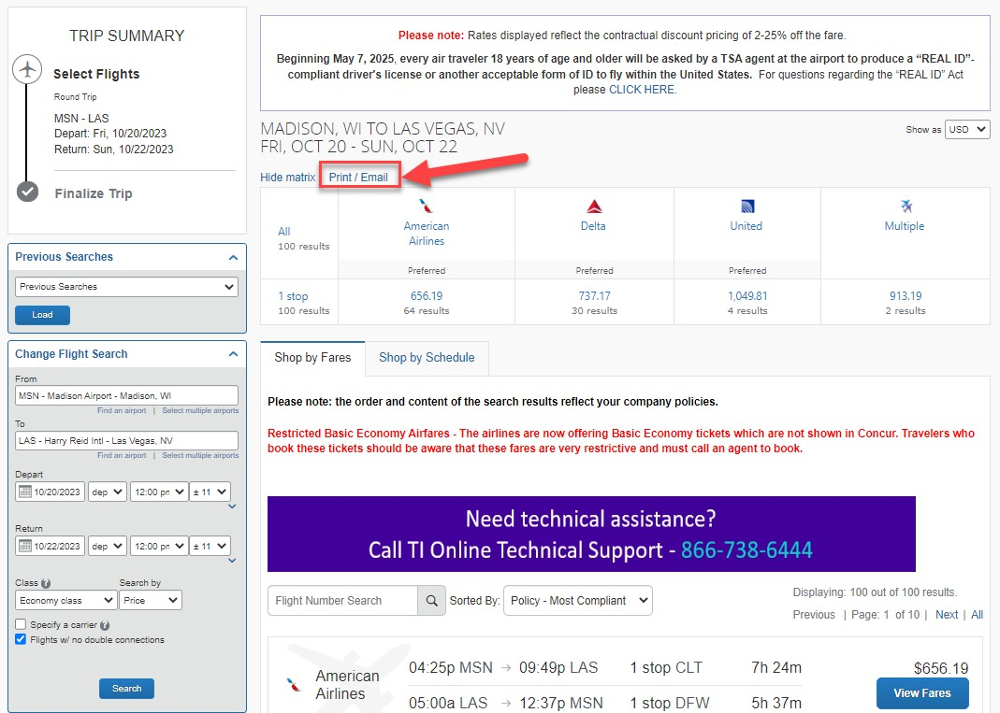 TRIP SUMMARY
Select Flights
Round Trip
MSN - LAS
Depart: Fri, 10/20/2023
Return: Sun, 10/22/2023
Finalize Trip
Previous Searches
Previous Searches
Load
Change Flight Search
From
MSN - Madison Airport - Madison, WI
Find an airport | Select multiple airports
To
LAS - Harry Reid Intl - Las Vegas, NV
Find an airport | Select multiple airports
Depart
10/20/2023 dep 12:00 pm ± 11
Return
10/22/2023 dep 12:00 pm ± 11
Class ? Search by
Economy class Price
Specify a carrier ?
Flights w/ no double connections
Search
Please note: Rates displayed reflect the contractual discount pricing of 2-25% off the fare.
Beginning May 7, 2025, every air traveler 18 years of age and older will be asked by a TSA agent at the airport to produce a “REAL ID”-
compliant driver's license or another acceptable form of ID to fly within the United States. For questions regarding the “REAL ID” Act
please CLICK HERE.
MADISON, WI TO LAS VEGAS, NV
FRI, OCT 20 - SUN, OCT 22
Show as USD
Hide matrix Print / Email
All
100 results
American
Airlines
Preferred
Delta
Preferred
United
Preferred
Multiple
1 stop 656.19 737.17 1,049.81 913.19
100 results 64 results 30 results 4 results 2 results
Shop by Fares Shop by Schedule
Please note: the order and content of the search results reflect your company policies.
Restricted Basic Economy Airfares - The airlines are now offering Basic Economy tickets which are not shown in Concur. Travelers who
book these tickets should be aware that these fares are very restrictive and must call an agent to book.
Need technical assistance?
Call TI Online Technical Support - 866-738-6444
Flight Number Search Sorted By: Policy - Most Compliant
Displaying: 100 out of 100 results.
Previous | Page: 1 of 10 | Next | All
American
Airlines
04:25p MSN → 09:49p LAS 1 stop CLT 7h 24m
05:00a LAS → 12:37p MSN 1 stop DFW 5h 37m
$656.19
View Fares